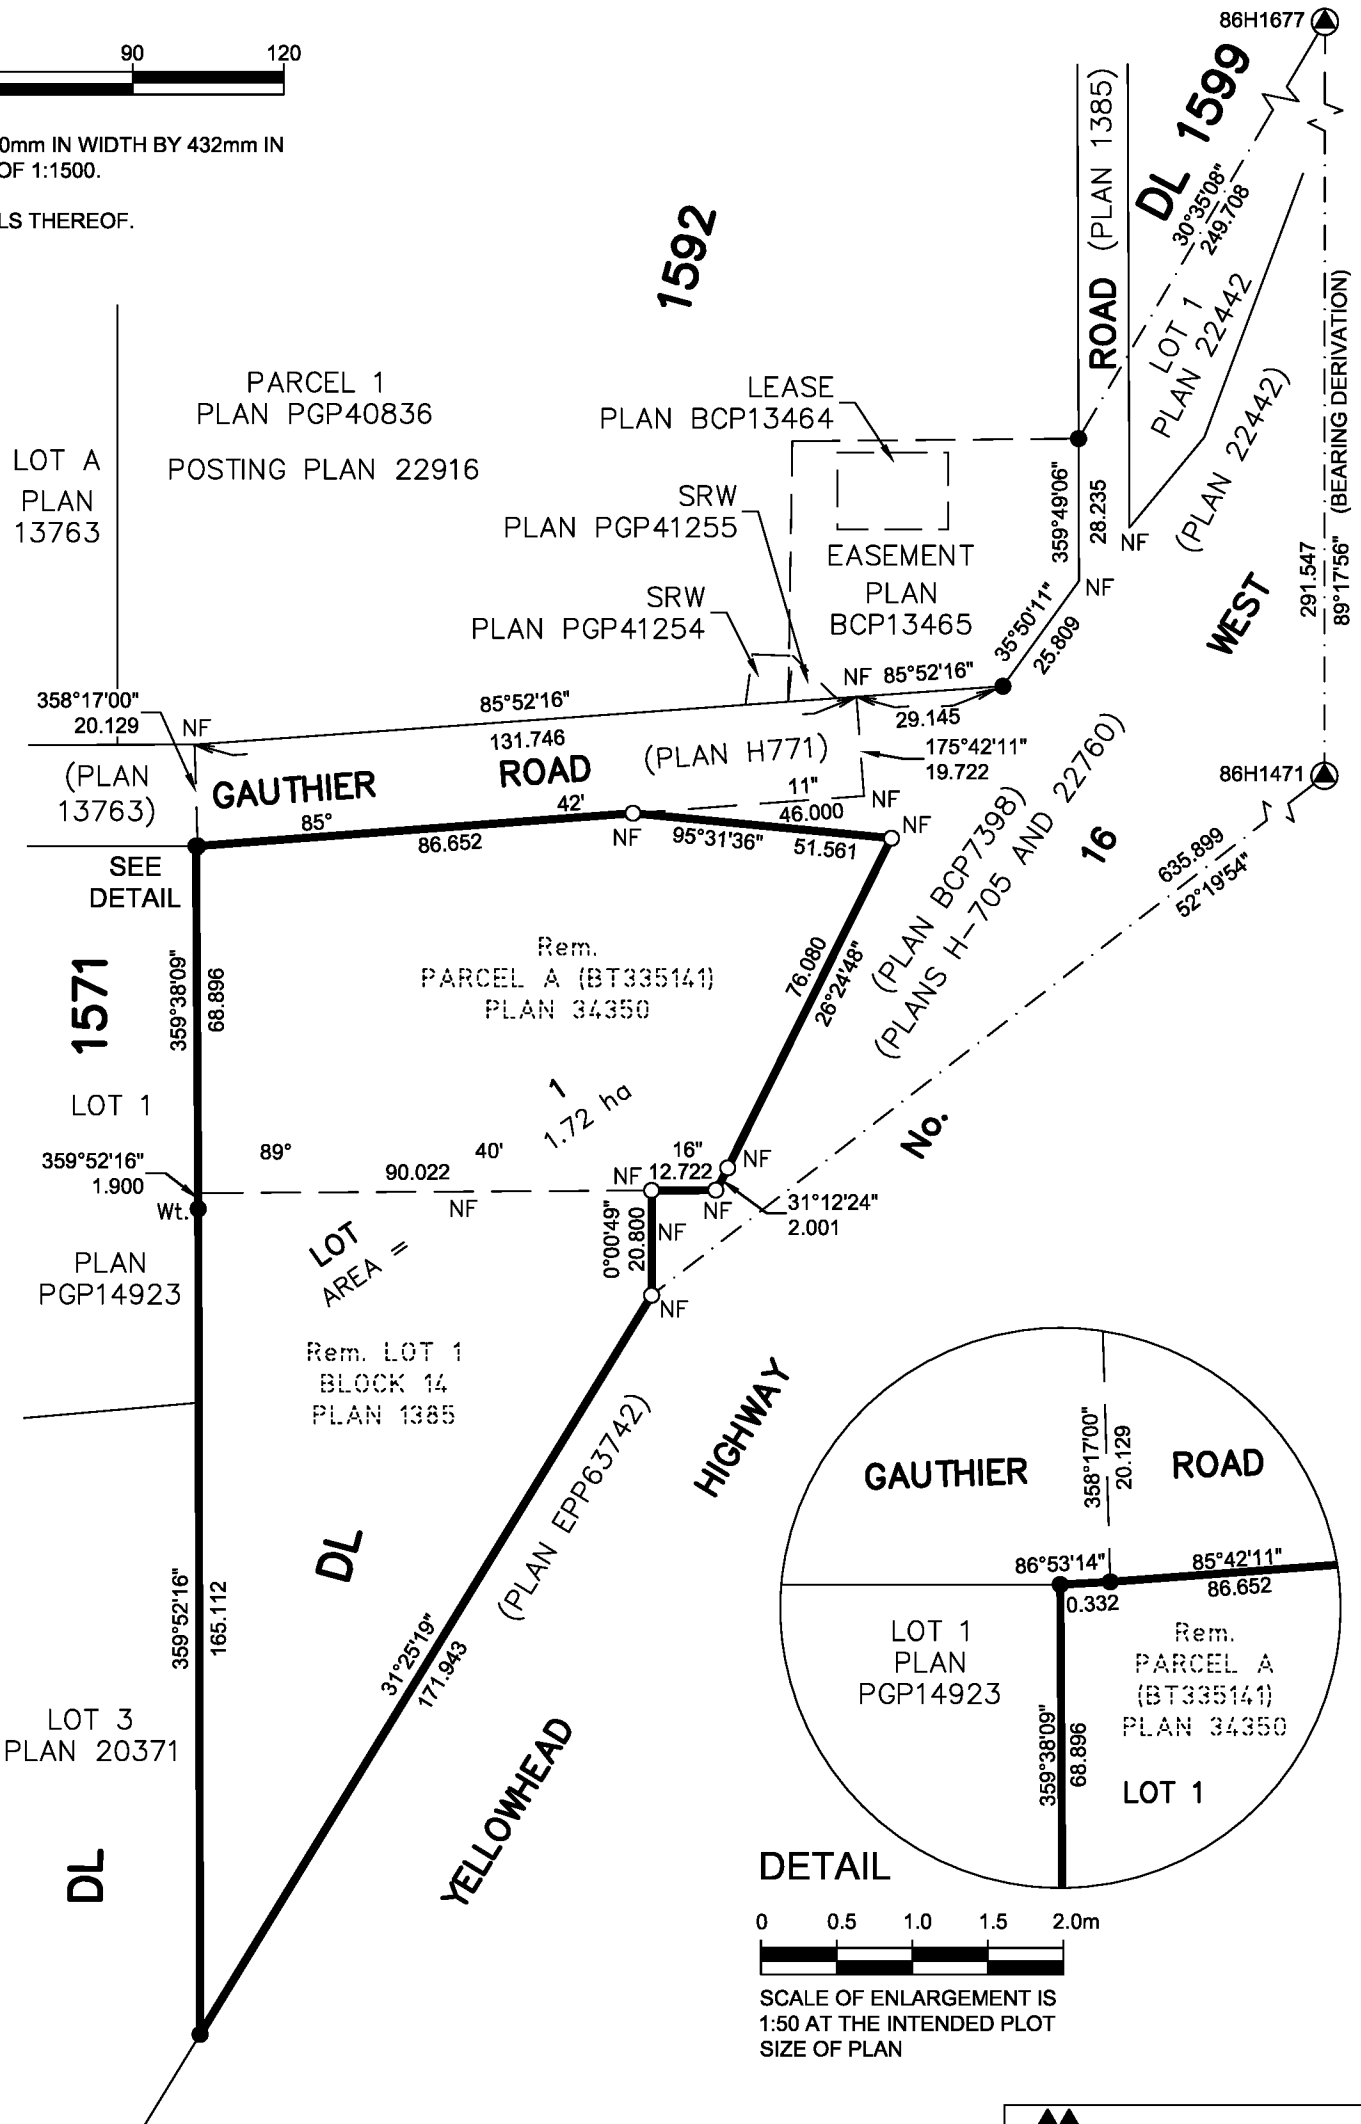 86H1677
90 120
0mm IN WIDTH BY 432mm IN
OF 1:1500.
LS THEREOF.
DL 1599
ROAD (PLAN 1385)
30°35'08"
249.708
1592
LOT 1
PLAN 22442
(PLAN 22442)
291.547
89°17'56" (BEARING DERIVATION)
PARCEL 1
PLAN PGP40836
POSTING PLAN 22916
LOT A
PLAN
13763
LEASE
PLAN BCP13464
SRW
PLAN PGP41255
EASEMENT
PLAN
BCP13465
SRW
PLAN PGP41254
359°49'06"
28.235
NF
NF
35°50'11"
25.809
WEST
NF
85°52'16"
29.145
358°17'00"
20.129
NF
85°52'16"
131.746
(PLAN H771)
175°42'11"
19.722
86H1471
(PLAN
13763)
GAUTHIER ROAD
85° 42' 11"
86.652
46.000
NF
NF
NF
95°31'36"
51.561
SEE
DETAIL
(PLAN BCP7398)
(PLANS H-705 AND 22760)
16
635.899
52°19'54"
1571
359°38'09"
68.896
Rem.
PARCEL A (BT335141)
PLAN 34350
76.080
26°24'48"
LOT 1
1
1.72 ha
No.
359°52'16"
1.900
89° 40' 16"
90.022
12.722
NF
NF
NF
NF
31°12'24"
2.001
Wt.
0°00'49"
20.800
NF
NF
PLAN
PGP14923
LOT
AREA =
Rem. LOT 1
BLOCK 14
PLAN 1385
HIGHWAY
(PLAN EPP63742)
DL
359°52'16"
165.112
31°25'19"
171.943
LOT 3
PLAN 20371
YELLOWHEAD
DL
358°17'00"
20.129
GAUTHIER ROAD
86°53'14"
0.332
85°42'11"
86.652
LOT 1
PLAN
PGP14923
Rem.
PARCEL A
(BT335141)
PLAN 34350
359°38'09"
68.896
LOT 1
DETAIL
0 0.5 1.0 1.5 2.0m
SCALE OF ENLARGEMENT IS
1:50 AT THE INTENDED PLOT
SIZE OF PLAN